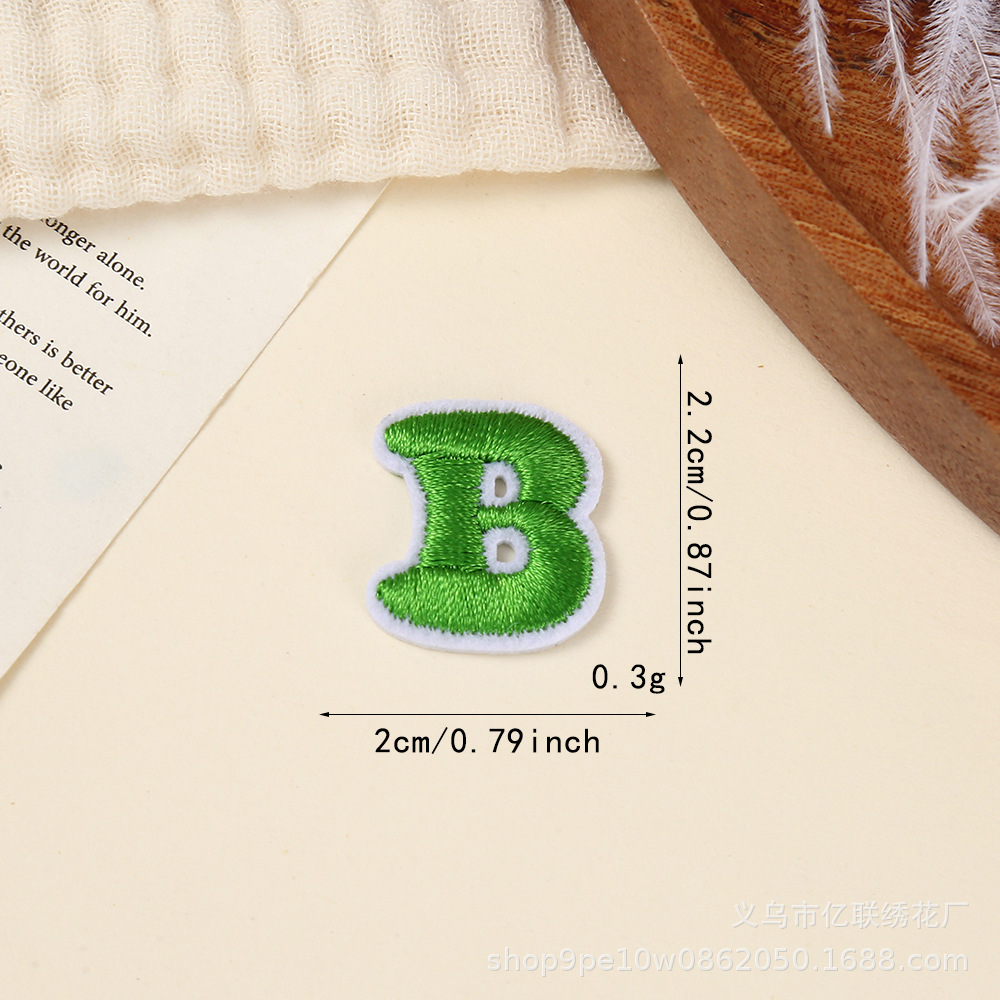 onger alone.
the world for him.
thers is better
eone like
B
2.2cm/0.87inch
0.3g
2cm/0.79inch
义乌市亿联绣花厂
shop9pe10w0862050.1688.com